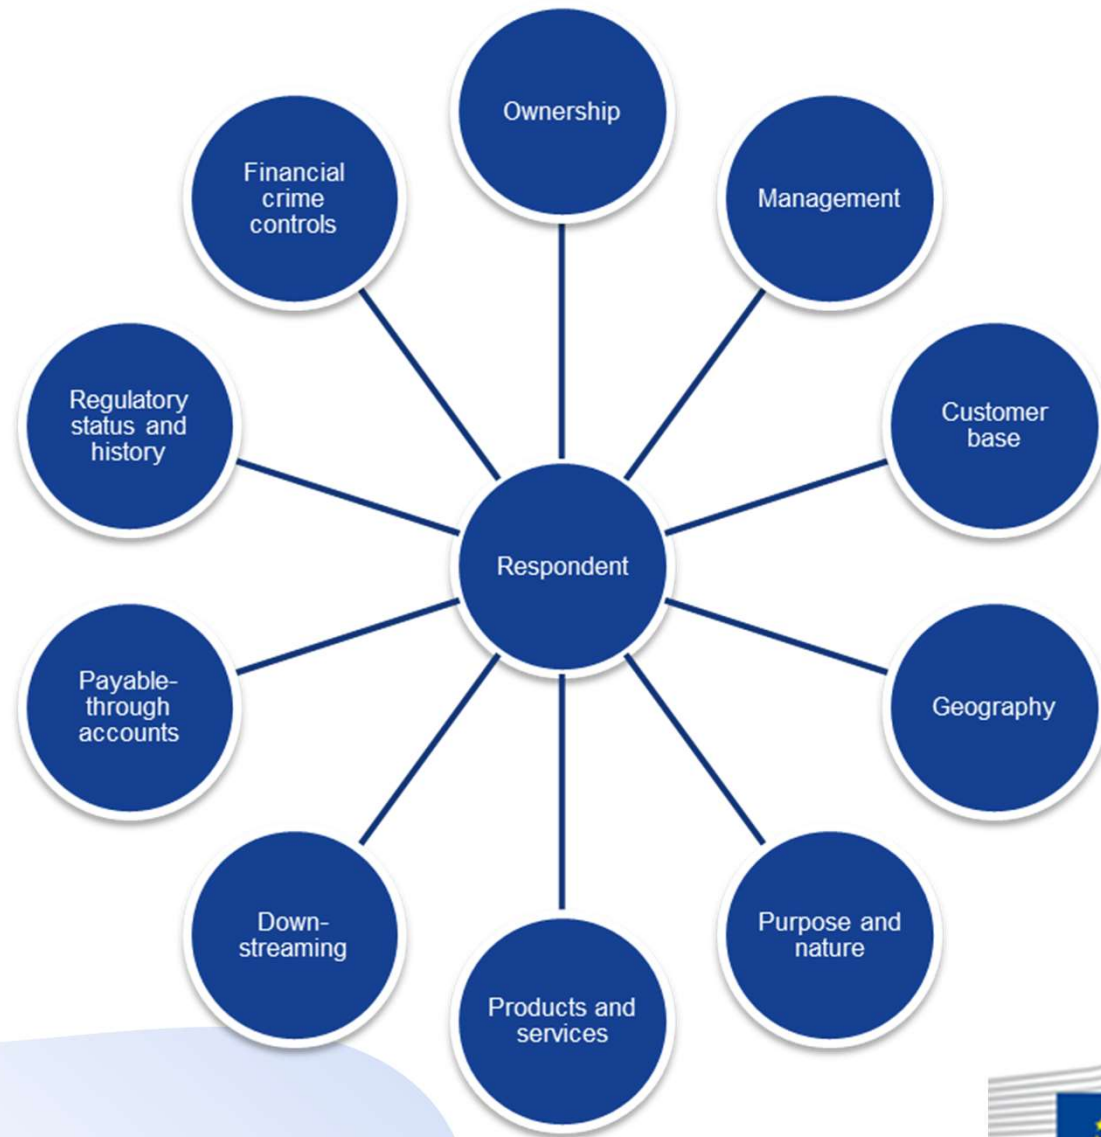 Ownership
Management
Customer
base
Geography
Purpose and
nature
Products and
services
Down-
streaming
Payable-
through
accounts
Regulatory
status and
history
Financial
crime
controls
Respondent